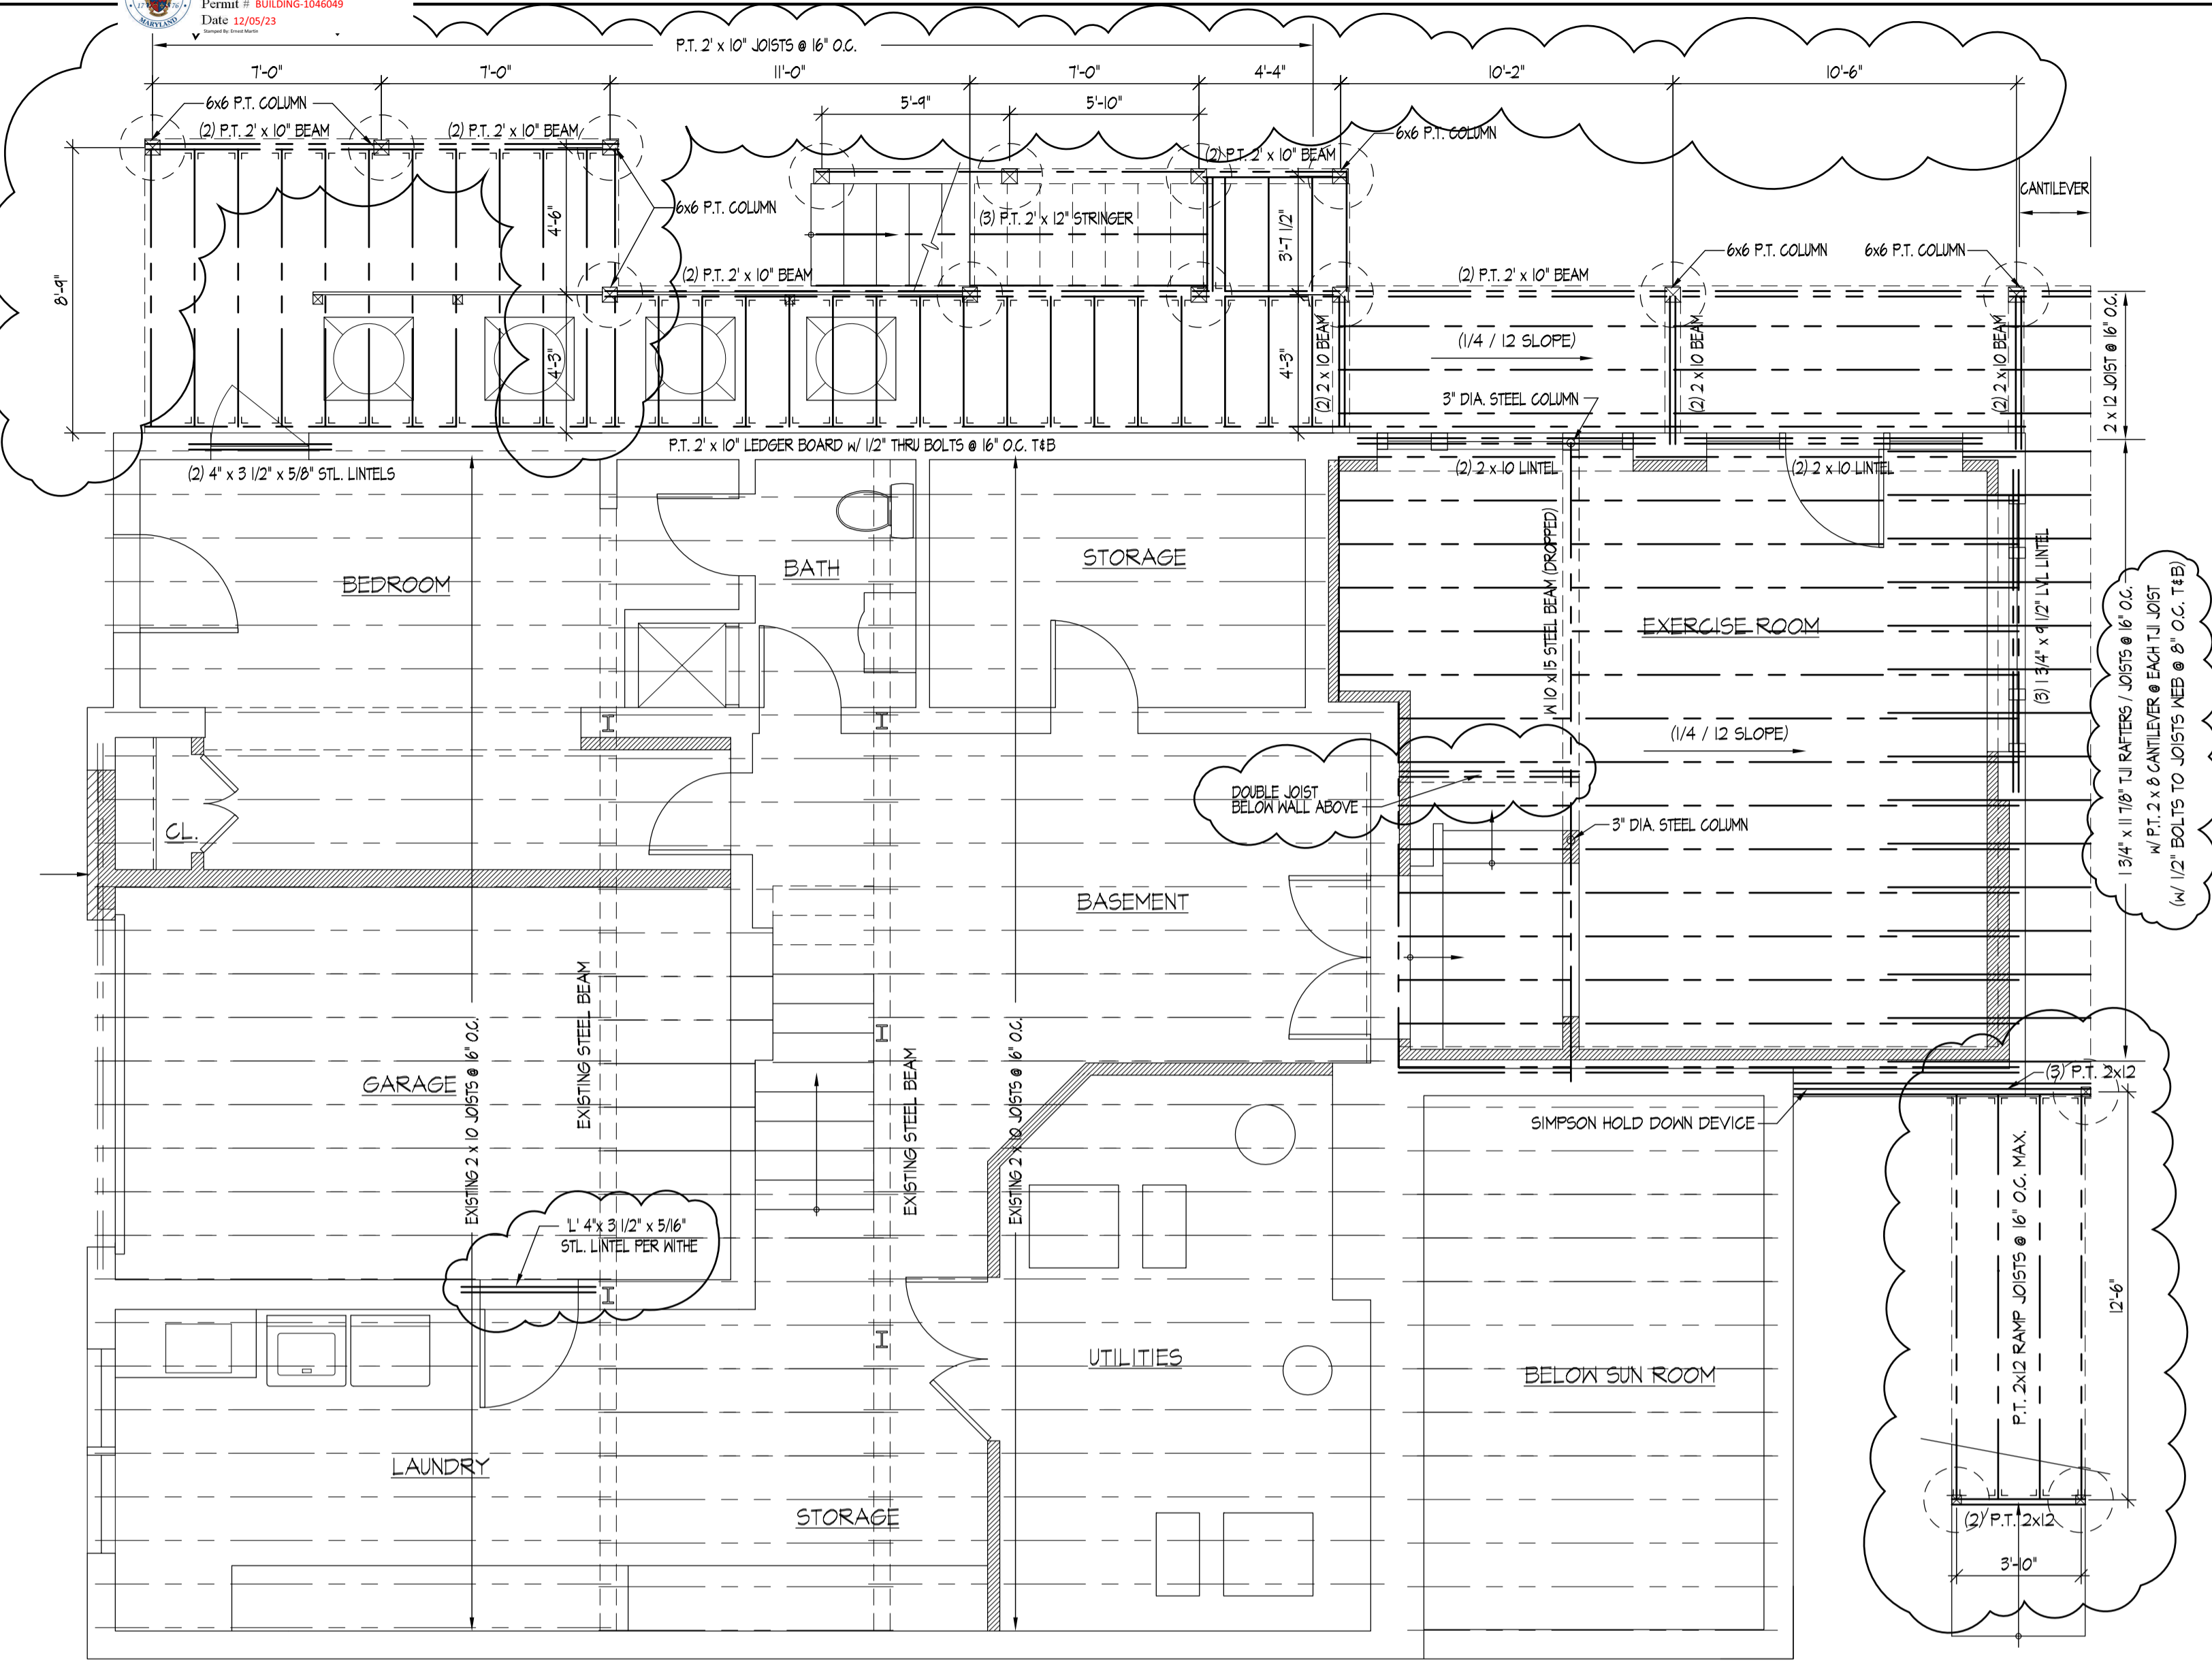 MARYLAND
Permit # BUILDING-1046049
Date 12/05/23
Stamped By: Ernest Martin
P.T. 2' x 10" JOISTS @ 16" O.C.
7'-0"
7'-0"
11'-0"
7'-0"
4'-4"
10'-2"
10'-6"
6x6 P.T. COLUMN
(2) P.T. 2' x 10" BEAM
(2) P.T. 2' x 10" BEAM
5'-9"
5'-10"
6x6 P.T. COLUMN
(2) P.T. 2' x 10" BEAM
CANTILEVER
6x6 P.T. COLUMN
4'-6"
(3) P.T. 2' x 12" STRINGER
3'-7 1/2"
8'-9"
(2) P.T. 2' x 10" BEAM
(2) P.T. 2' x 10" BEAM
6x6 P.T. COLUMN
6x6 P.T. COLUMN
4'-3"
4'-3"
(2) 2 x 10 BEAM
(1/4 / 12 SLOPE)
(2) 2 x 10 BEAM
(2) 2 x 10 BEAM
2 x 12 JOIST @ 16" O.C.
3" DIA. STEEL COLUMN
P.T. 2' x 10" LEDGER BOARD w/ 1/2" THRU BOLTS @ 16" O.C. T&B
(2) 4" x 3 1/2" x 5/8" STL. LINTELS
(2) 2 x 10 LINTEL
(2) 2 x 10 LINTEL
BEDROOM
BATH
STORAGE
W 10 x 15 STEEL BEAM (DROPPED)
EXERCISE ROOM
(3) 1 3/4" x 9 1/2" LVL LINTEL
1 3/4" x 11 7/8" TJI RAFTERS / JOISTS @ 16" O.C.
W/ P.T. 2 x 8 CANTILEVER @ EACH TJI JOIST
(W/ 1/2" BOLTS TO JOISTS WEB @ 8" O.C. T&B)
(1/4 / 12 SLOPE)
DOUBLE JOIST
BELOW WALL ABOVE
3" DIA. STEEL COLUMN
CL.
BASEMENT
EXISTING 2 x 10 JOISTS @ 16" O.C.
EXISTING STEEL BEAM
EXISTING STEEL BEAM
EXISTING 2 x 10 JOISTS @ 16" O.C.
GARAGE
(3) P.T. 2x12
SIMPSON HOLD DOWN DEVICE
P.T. 2x12 RAMP JOISTS @ 16" O.C. MAX.
12'-6"
'L' 4"x 3 1/2" x 5/16"
STL. LINTEL PER WITHE
UTILITIES
BELOW SUN ROOM
LAUNDRY
STORAGE
(2) P.T. 2x12
3'-10"